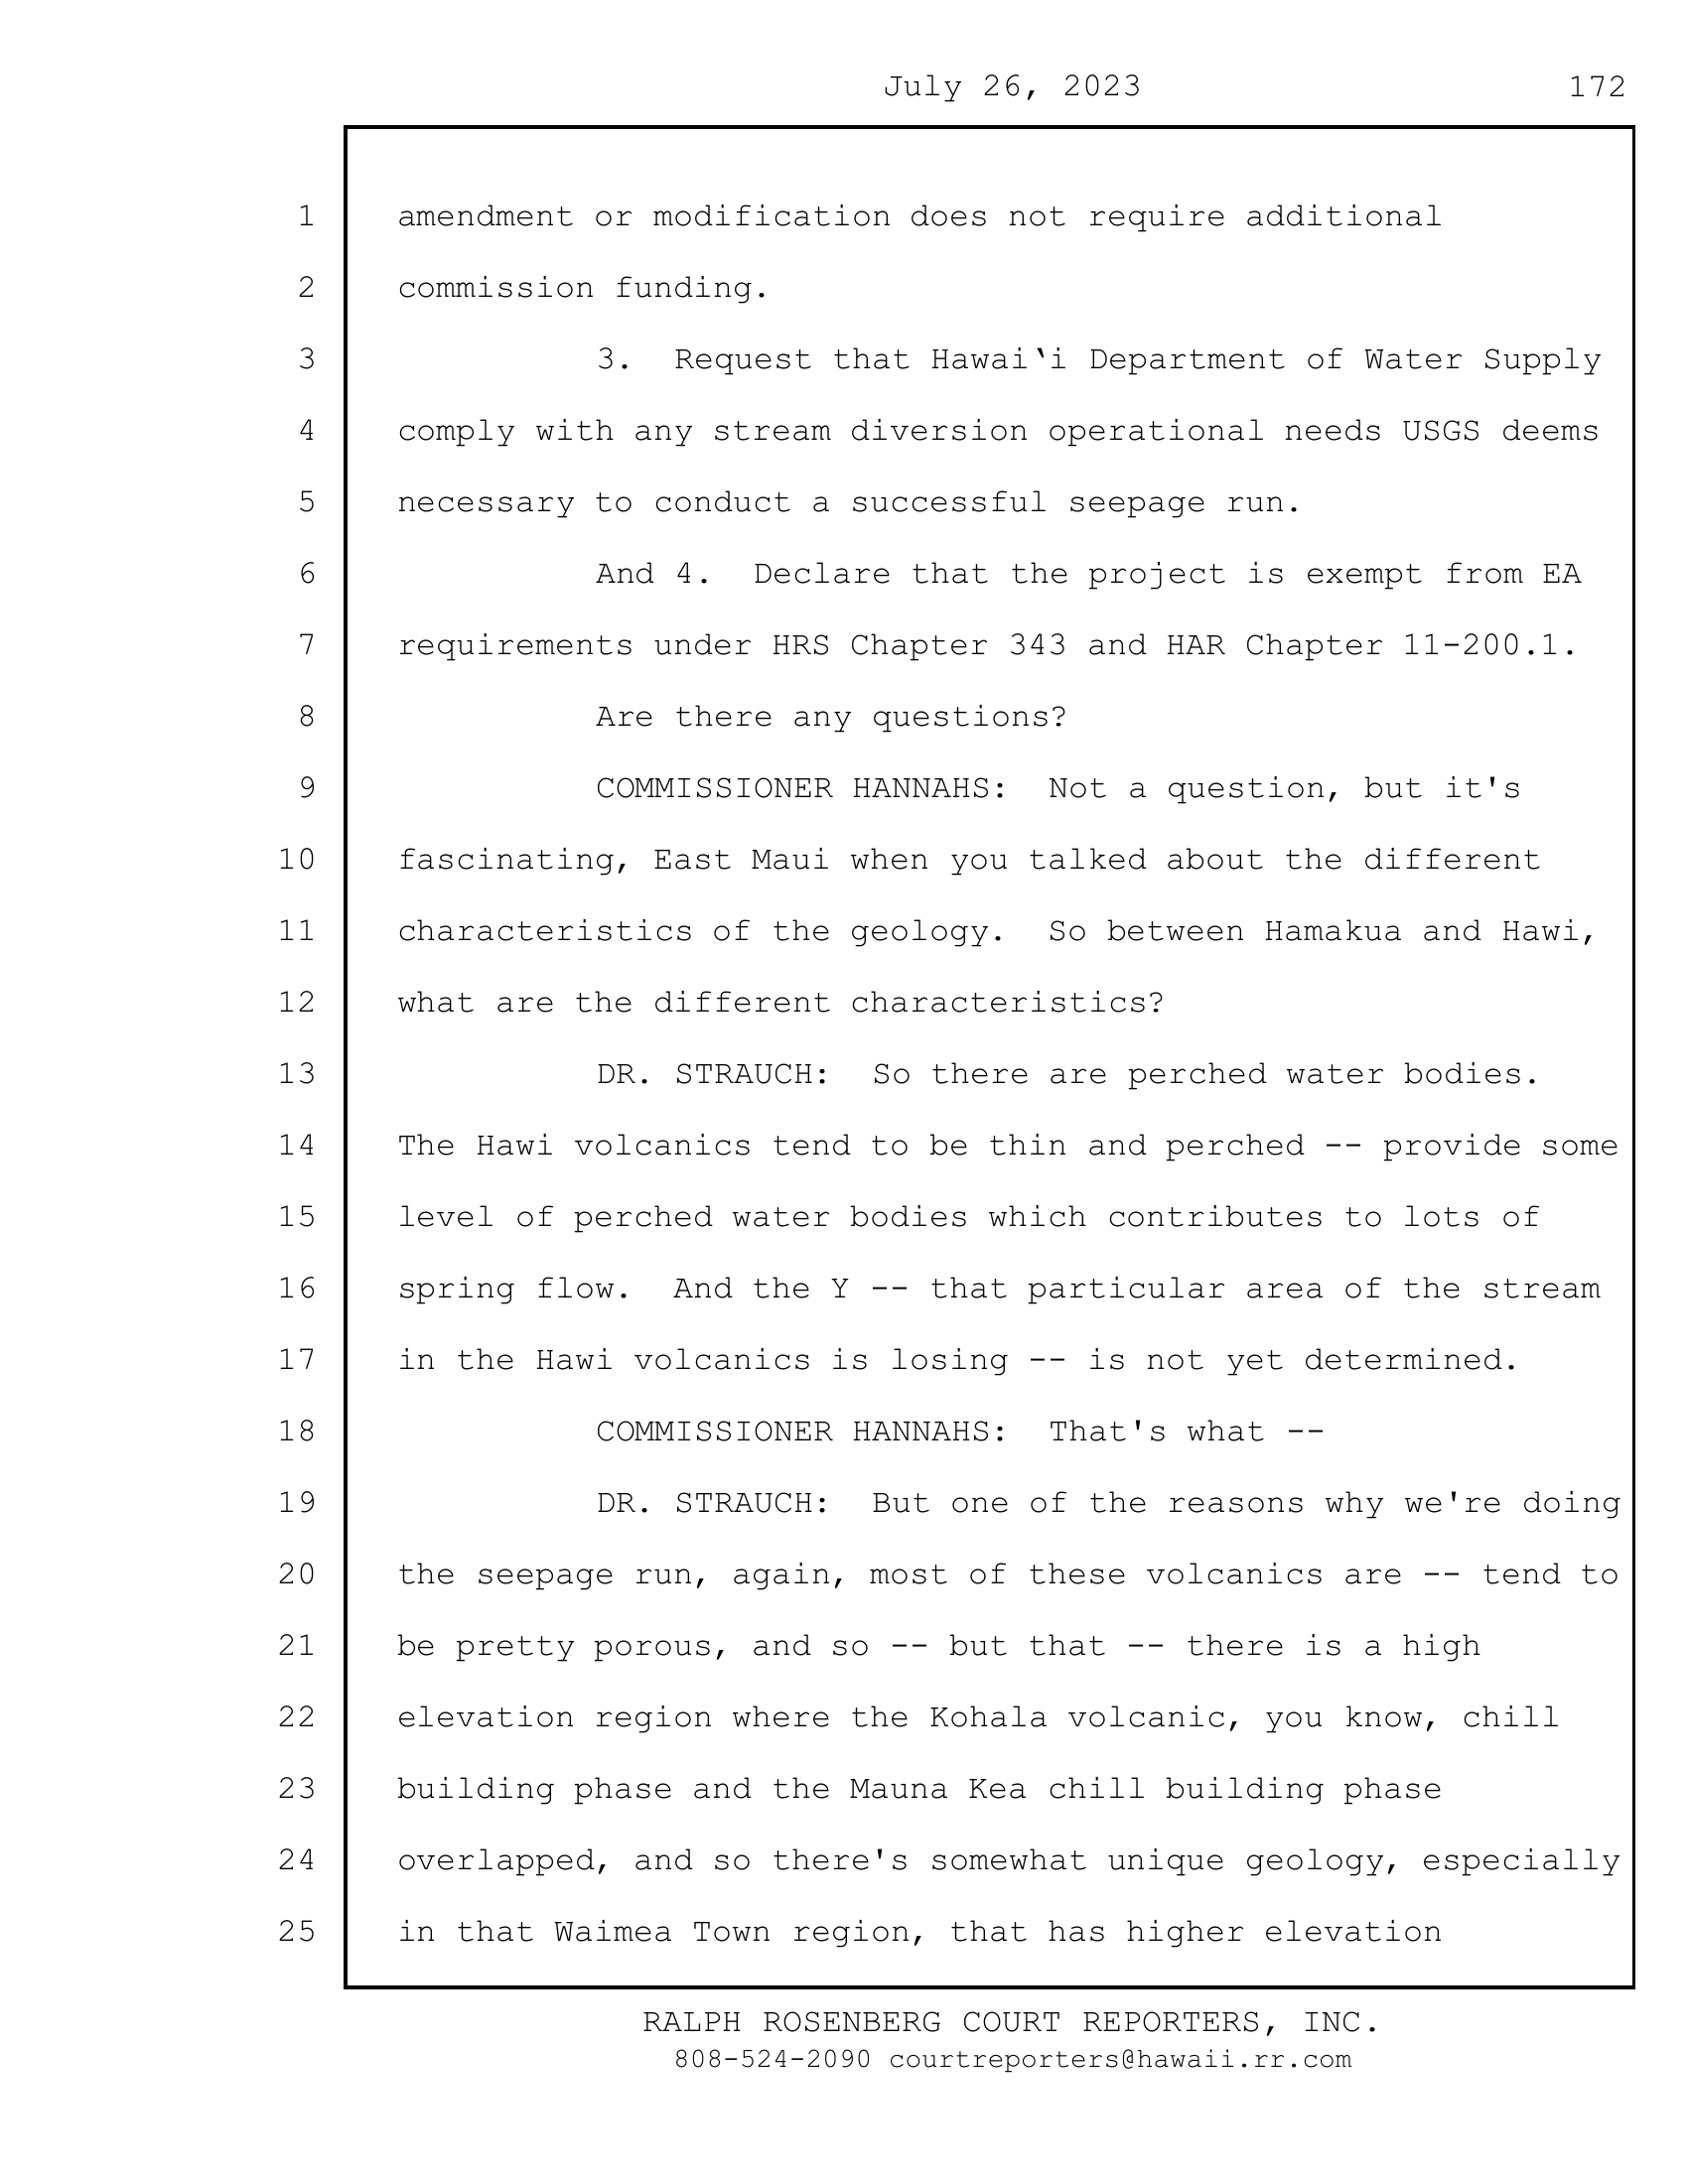 July 26, 2023 172
1 amendment or modification does not require additional
2 commission funding.
3 3. Request that Hawaiʻi Department of Water Supply
4 comply with any stream diversion operational needs USGS deems
5 necessary to conduct a successful seepage run.
6 And 4. Declare that the project is exempt from EA
7 requirements under HRS Chapter 343 and HAR Chapter 11-200.1.
8 Are there any questions?
9 COMMISSIONER HANNAHS: Not a question, but it's
10 fascinating, East Maui when you talked about the different
11 characteristics of the geology. So between Hamakua and Hawi,
12 what are the different characteristics?
13 DR. STRAUCH: So there are perched water bodies.
14 The Hawi volcanics tend to be thin and perched -- provide some
15 level of perched water bodies which contributes to lots of
16 spring flow. And the Y -- that particular area of the stream
17 in the Hawi volcanics is losing -- is not yet determined.
18 COMMISSIONER HANNAHS: That's what --
19 DR. STRAUCH: But one of the reasons why we're doing
20 the seepage run, again, most of these volcanics are -- tend to
21 be pretty porous, and so -- but that -- there is a high
22 elevation region where the Kohala volcanic, you know, chill
23 building phase and the Mauna Kea chill building phase
24 overlapped, and so there's somewhat unique geology, especially
25 in that Waimea Town region, that has higher elevation
RALPH ROSENBERG COURT REPORTERS, INC.
808-524-2090 courtreporters@hawaii.rr.com